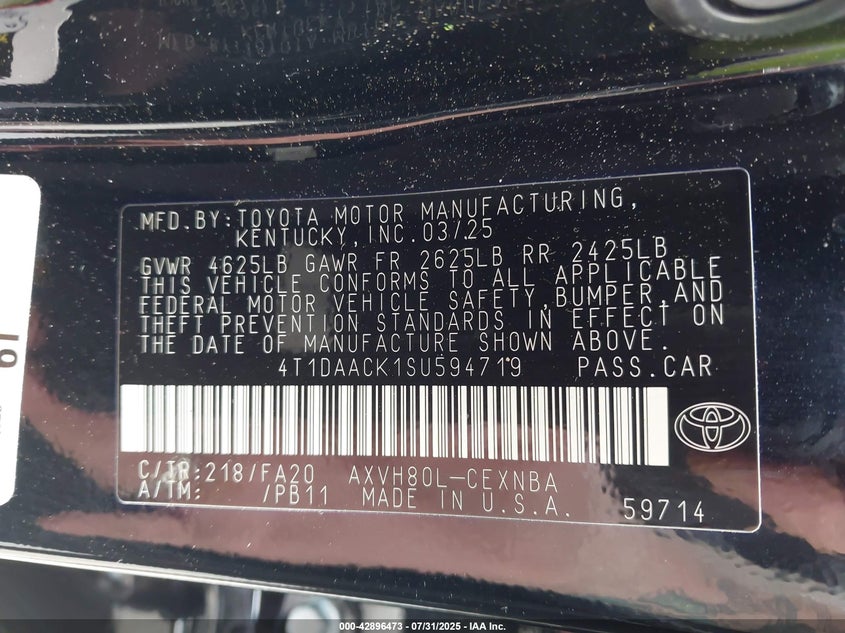 MFD.BY:TOYOTA MOTOR MANUFACTURING,
KENTUCKY,INC.03/25
GVWR 4625LB GAWR FR 2625LB RR 2425LB
THIS VEHICLE CONFORMS TO ALL APPLICABLE
FEDERAL MOTOR VEHICLE SAFETY,BUMPER,AND
THEFT PREVENTION STANDARDS IN EFFECT ON
THE DATE OF MANUFACTURE SHOWN ABOVE.
4T1DAACK1SU594719 PASS.CAR
C/TR:218/FA20 AXVH80L-CEXNBA
A/TM: /PB11 MADE IN U.S.A. 59714
000-42896473 - 07/31/2025 - IAA Inc.